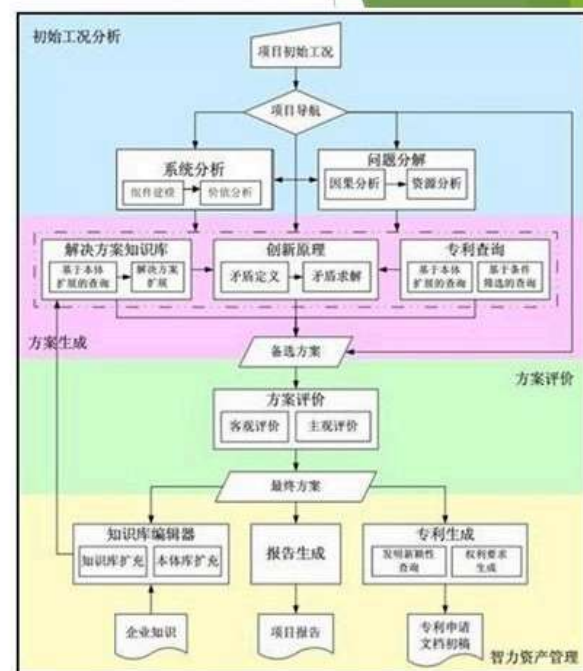 初始工况分析
项目初始工况
项目导航
系统分析
组件建模
价值分析
问题分解
因果分析
资源分析
解决方案知识库
基于本体
扩展的查询
解决方案
扩展
创新原理
矛盾定义
矛盾求解
专利查询
基于本体
扩展的查询
基于条件
筛选的查询
方案生成
备选方案
方案评价
方案评价
客观评价
主观评价
最终方案
知识库编辑器
知识库扩充
本体库扩充
报告生成
专利生成
发明新颖性
查询
权利要求
生成
企业知识
项目报告
专利申请
文档初稿
智力资产管理